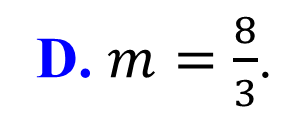 D. m = 8/3.